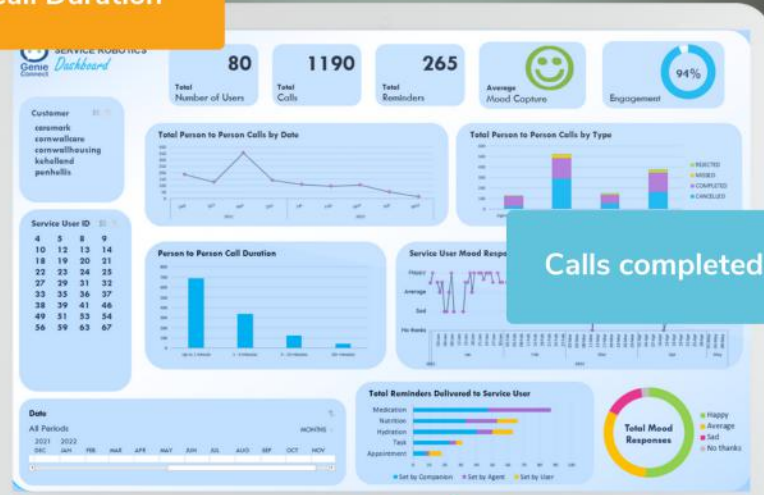 Call Duration
SERVICE ROBOTICS
Genie
Connect
Dashboard
80
Total
Number of Users
1190
Total
Calls
265
Total
Reminders
Average
Mood Capture
94%
Engagement
Customer
caremark
cornwallcare
cornwallhousing
kcholland
penhellis
Total Person to Person Calls by Date
Total Person to Person Calls by Type
REJECTED
MISSED
COMPLETED
CANCELLED
Service User ID
4 5 8 9
10 12 13 14
18 19 20 21
22 23 24 25
27 29 31 32
33 35 36 37
38 39 41 46
49 51 53 54
56 59 63 67
Person to Person Call Duration
Service User Mood Respo
Happy
Average
Sad
No thanks
Calls completed
Date
All Periods
MONTHS
2021 2022
DEC JAN FEB MAR APR MAY JUN JUL AUG SEP OCT NOV
Total Reminders Delivered to Service User
Medication
Nutrition
Hydration
Task
Appointment
Set by Companion Set by Agent Set by User
Total Mood
Responses
Happy
Average
Sad
No thanks